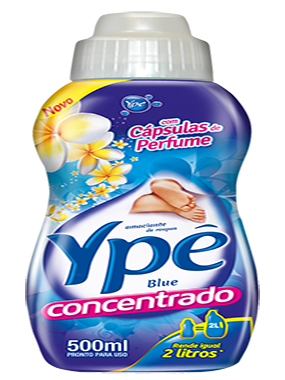 Ypê
Novo
com
Cápsulas de
Perfume
amaciante
de roupas
Ypê
Blue
concentrado
500ml
PRONTO PARA USO
2L
Rende igual
2 litros*